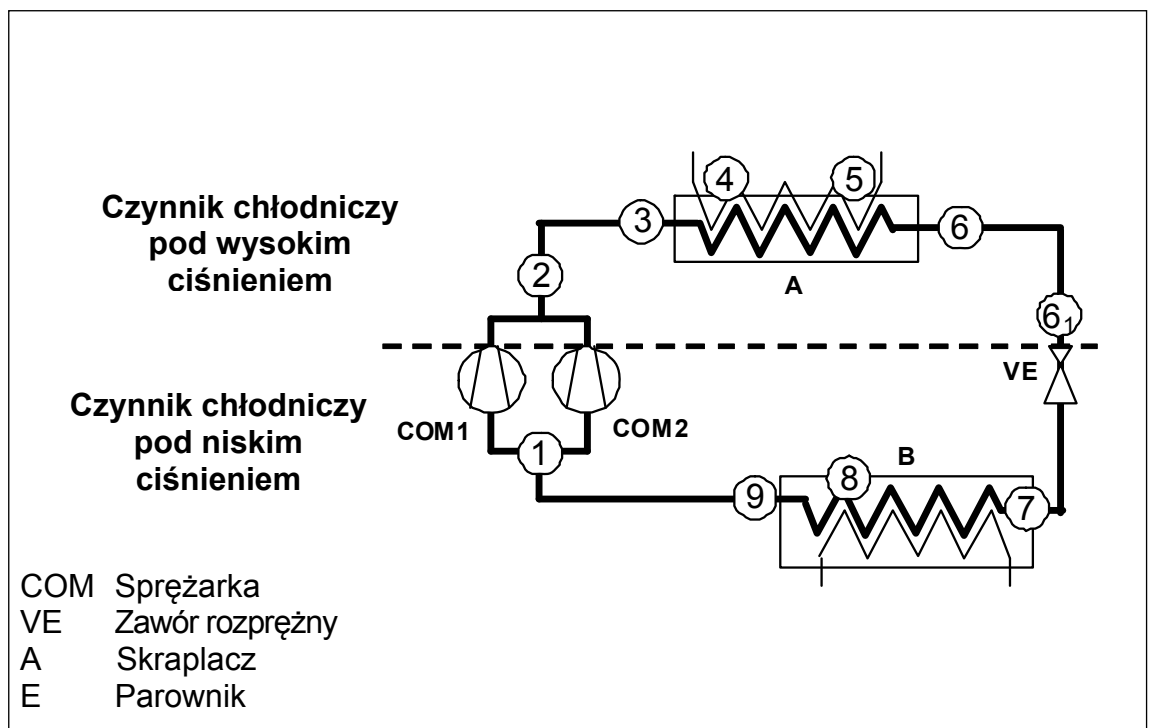 Czynnik chłodniczy
pod wysokim
ciśnieniem
4
5
3
6
2
A
6₁
VE
Czynnik chłodniczy
pod niskim
ciśnieniem
COM1
COM2
1
B
8
9
7
COM Sprężarka
VE Zawór rozprężny
A Skraplacz
E Parownik